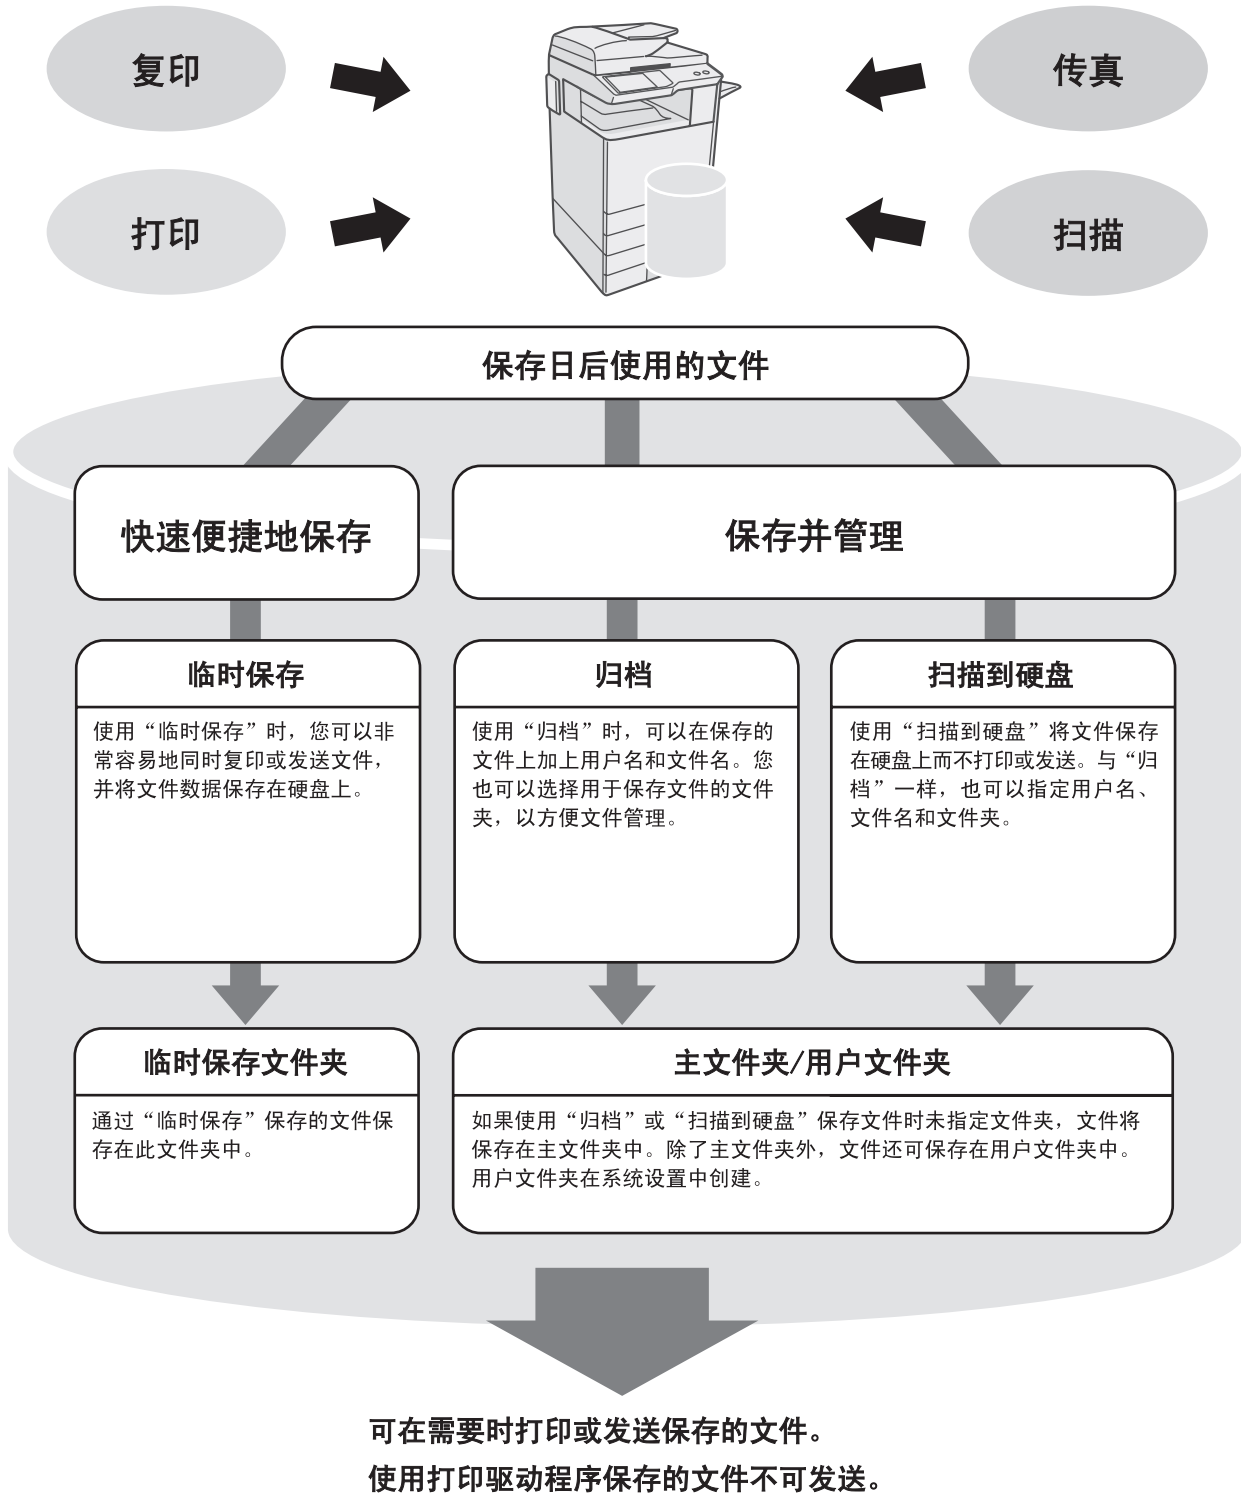 复印
传真
打印
扫描
保存日后使用的文件
快速便捷地保存
保存并管理
临时保存
使用“临时保存”时，您可以非
常容易地同时复印或发送文件，
并将文件数据保存在硬盘上。
归档
使用“归档”时，可以在保存的
文件上加上用户名和文件名。您
也可以选择用于保存文件的文件
夹，以方便文件管理。
扫描到硬盘
使用“扫描到硬盘”将文件保存
在硬盘上而不打印或发送。与“归
档”一样，也可以指定用户名、
文件名和文件夹。
临时保存文件夹
通过“临时保存”保存的文件保
存在此文件夹中。
主文件夹/用户文件夹
如果使用“归档”或“扫描到硬盘”保存文件时未指定文件夹，文件将
保存在主文件夹中。除了主文件夹外，文件还可保存在用户文件夹中。
用户文件夹在系统设置中创建。
可在需要时打印或发送保存的文件。
使用打印驱动程序保存的文件不可发送。